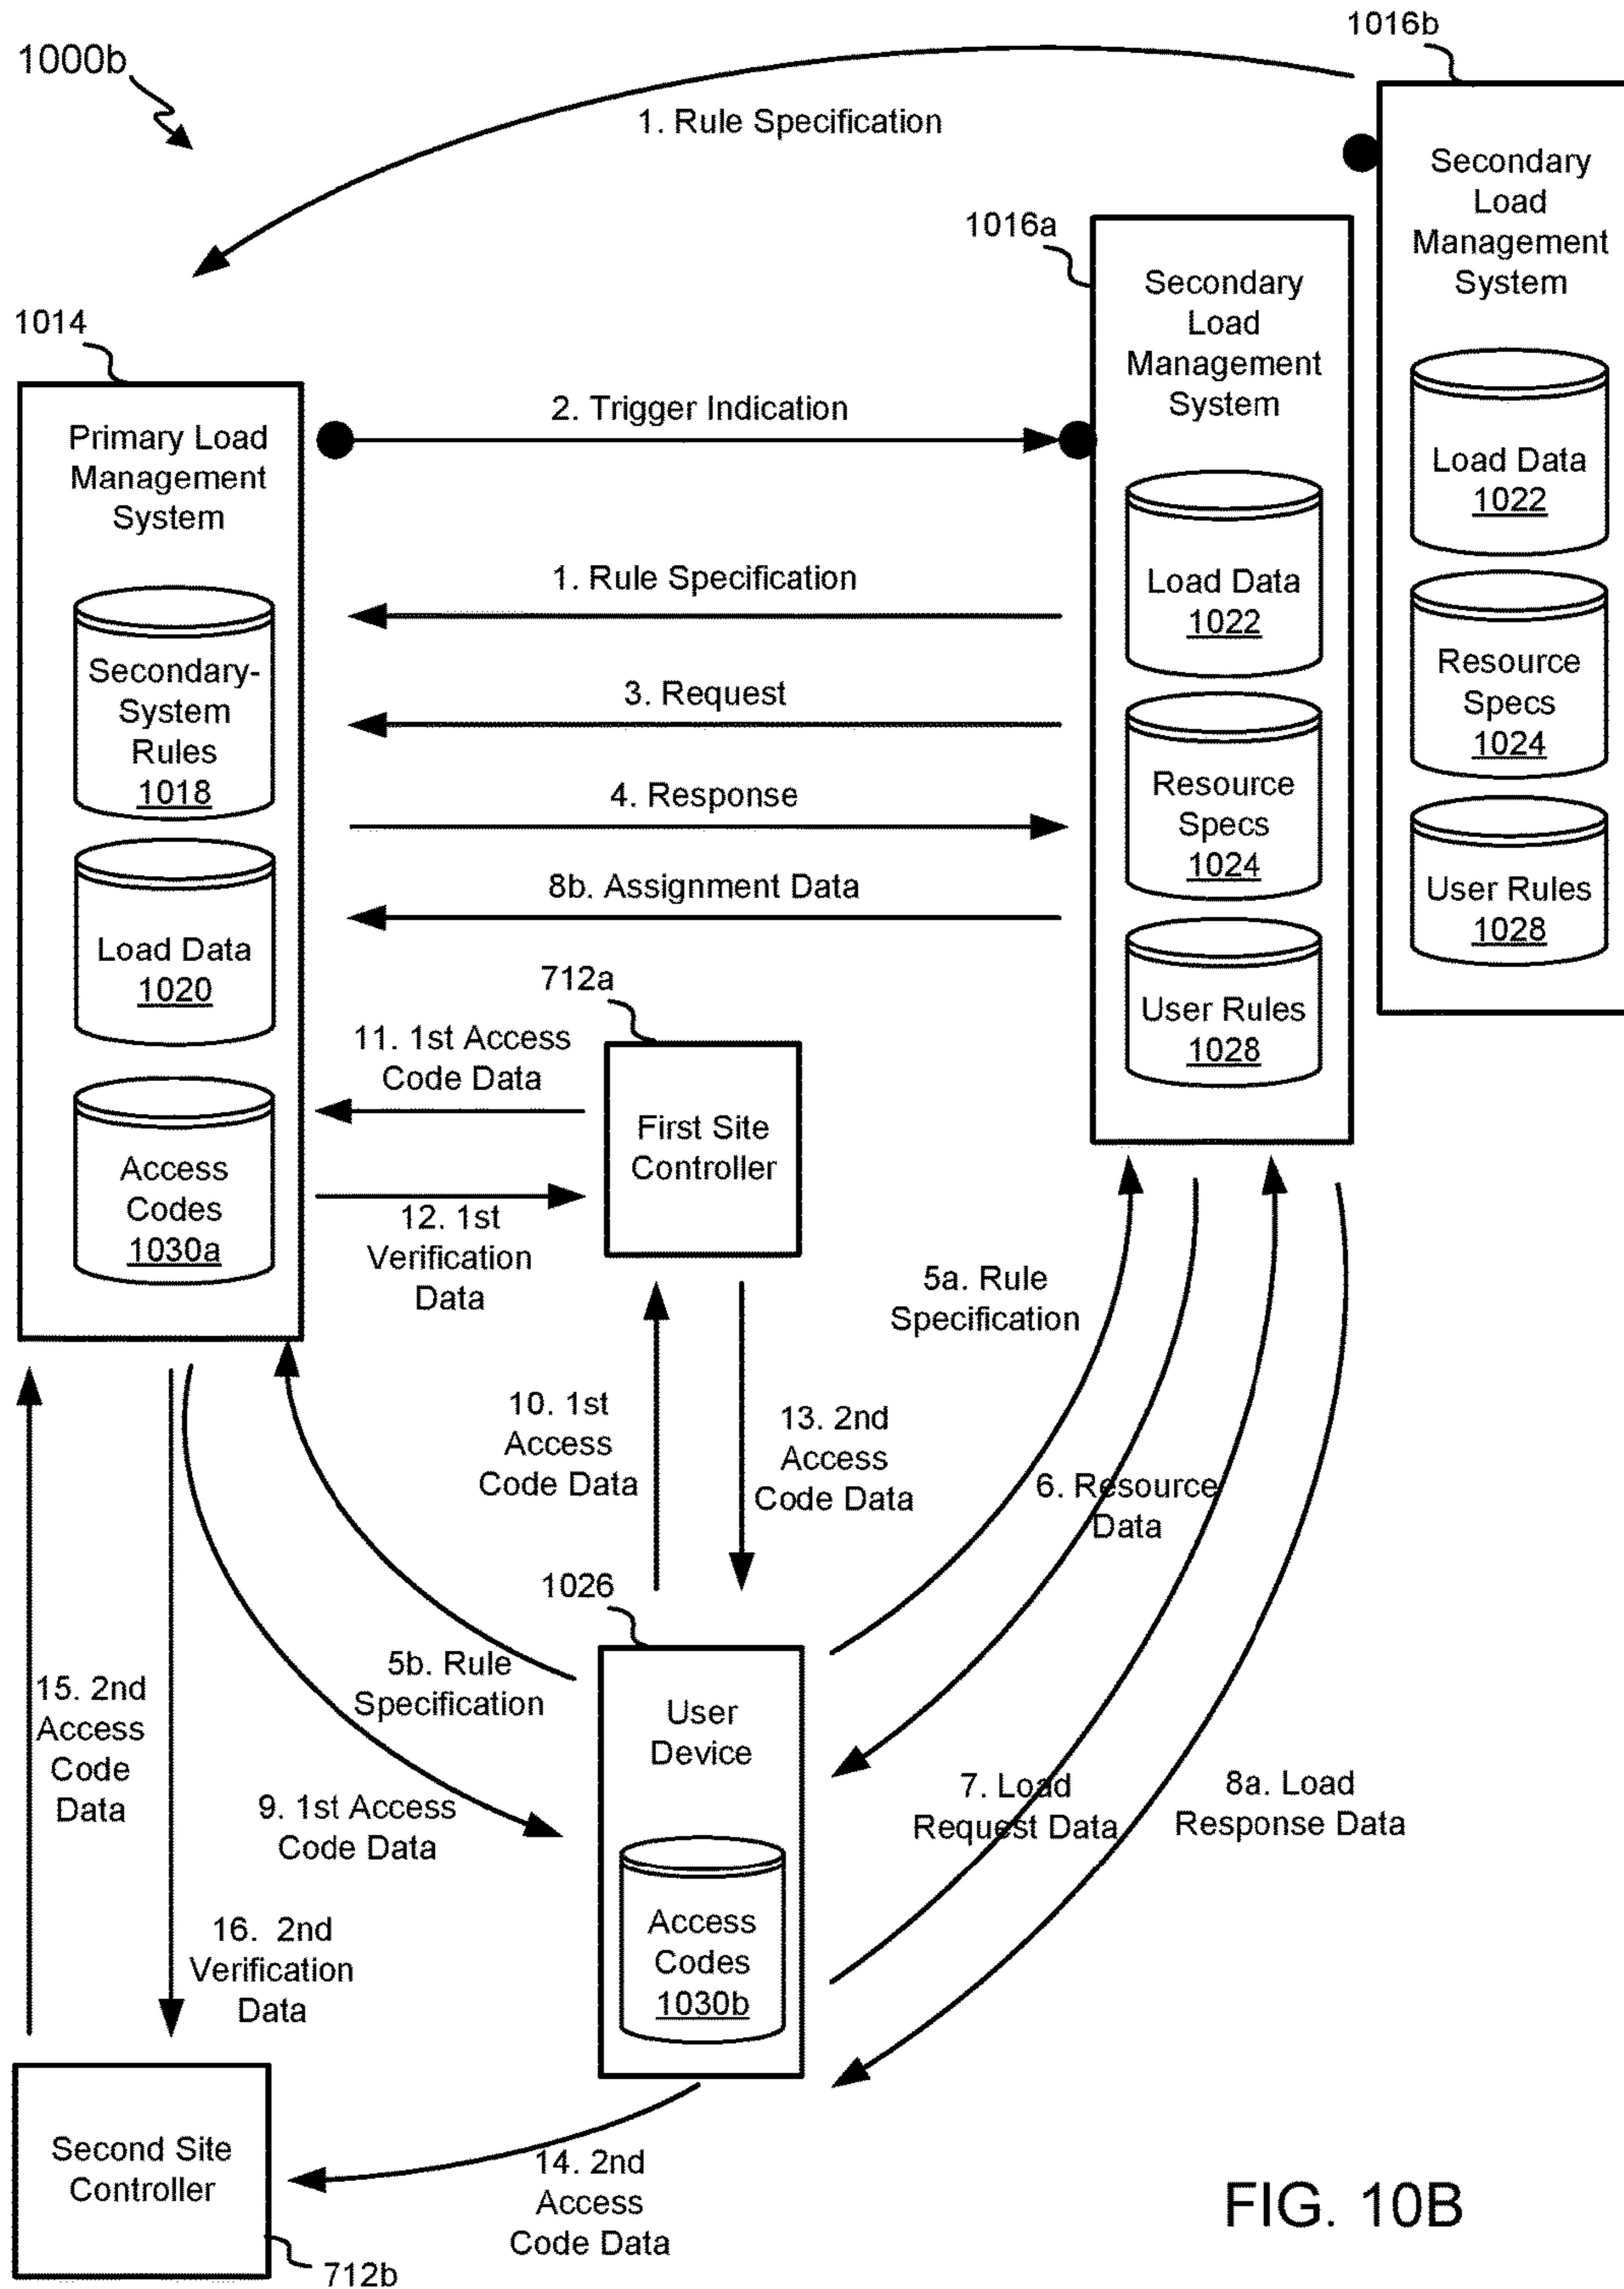 1016b
1000b
1. Rule Specification
Secondary
Load
Management
System
Load Data
1022
Resource
Specs
1024
User Rules
1028
1016a
Secondary
Load
Management
System
Load Data
1022
Resource
Specs
1024
User Rules
1028
1014
Primary Load
Management
System
Secondary-
System
Rules
1018
Load Data
1020
Access
Codes
1030a
2. Trigger Indication
1. Rule Specification
3. Request
4. Response
8b. Assignment Data
712a
11. 1st Access
Code Data
First Site
Controller
12. 1st
Verification
Data
5a. Rule
Specification
10. 1st
Access
Code Data
13. 2nd
Access
Code Data
6. Resource
Data
1026
5b. Rule
Specification
15. 2nd
Access
Code
Data
User
Device
9. 1st Access
Code Data
7. Load
Request Data
8a. Load
Response Data
Access
Codes
1030b
16. 2nd
Verification
Data
Second Site
Controller
14. 2nd
Access
Code Data
712b
FIG. 10B